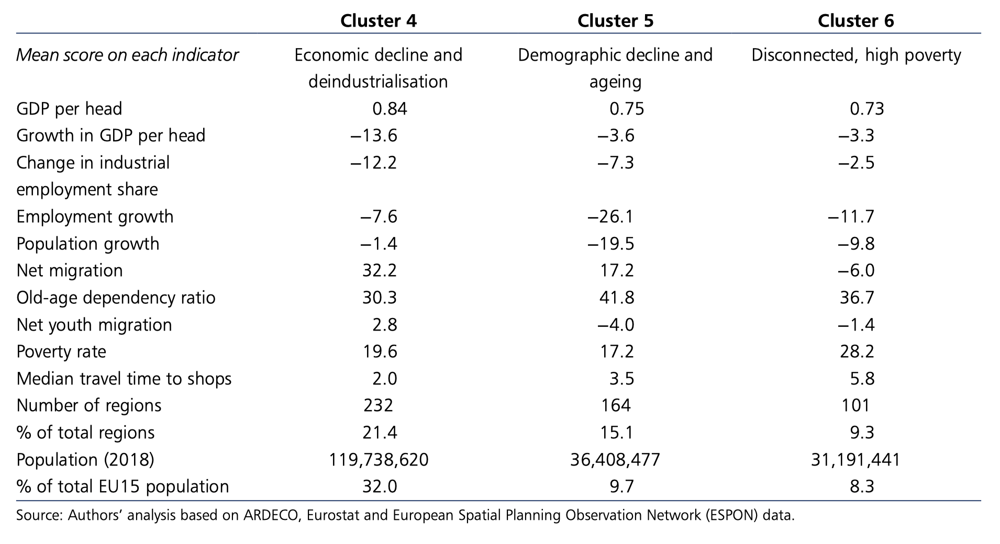 Cluster 4 Cluster 5 Cluster 6
Mean score on each indicator Economic decline and Demographic decline and Disconnected, high poverty
deindustrialisation ageing
GDP per head 0.84 0.75 0.73
Growth in GDP per head −13.6 −3.6 −3.3
Change in industrial −12.2 −7.3 −2.5
employment share
Employment growth −7.6 −26.1 −11.7
Population growth −1.4 −19.5 −9.8
Net migration 32.2 17.2 −6.0
Old-age dependency ratio 30.3 41.8 36.7
Net youth migration 2.8 −4.0 −1.4
Poverty rate 19.6 17.2 28.2
Median travel time to shops 2.0 3.5 5.8
Number of regions 232 164 101
% of total regions 21.4 15.1 9.3
Population (2018) 119,738,620 36,408,477 31,191,441
% of total EU15 population 32.0 9.7 8.3
Source: Authors’ analysis based on ARDECO, Eurostat and European Spatial Planning Observation Network (ESPON) data.